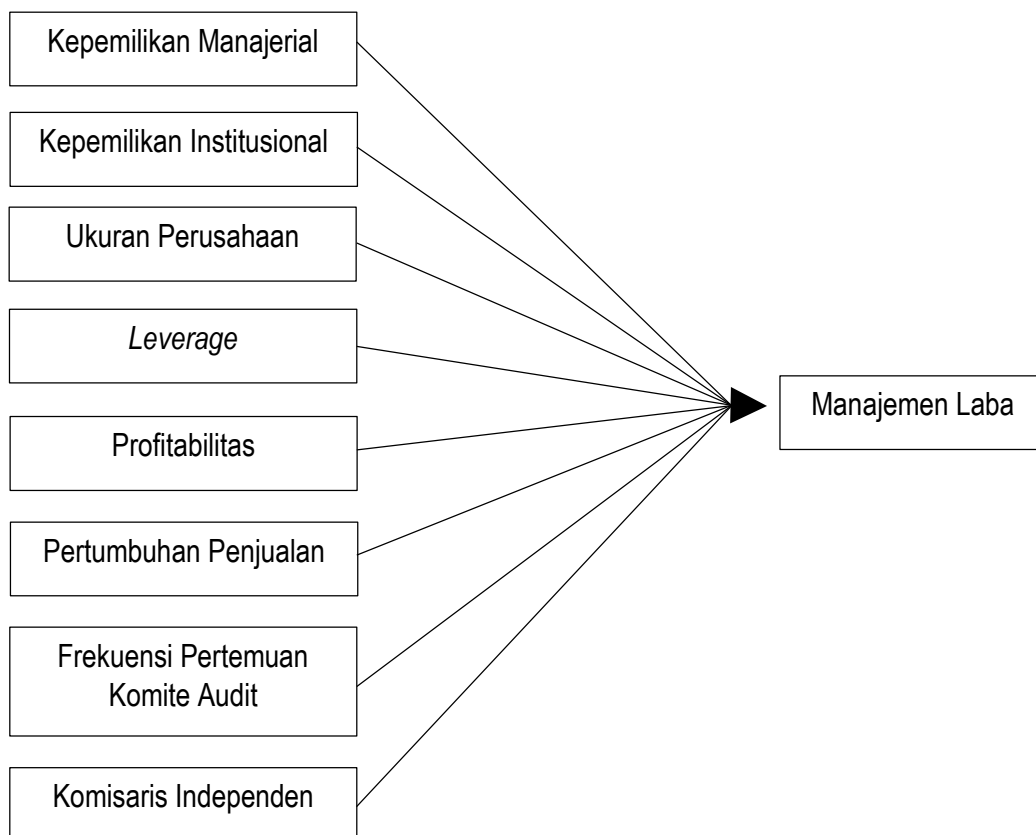 Kepemilikan Manajerial
Kepemilikan Institusional
Ukuran Perusahaan
Leverage
Profitabilitas
Pertumbuhan Penjualan
Frekuensi Pertemuan
Komite Audit
Komisaris Independen
Manajemen Laba